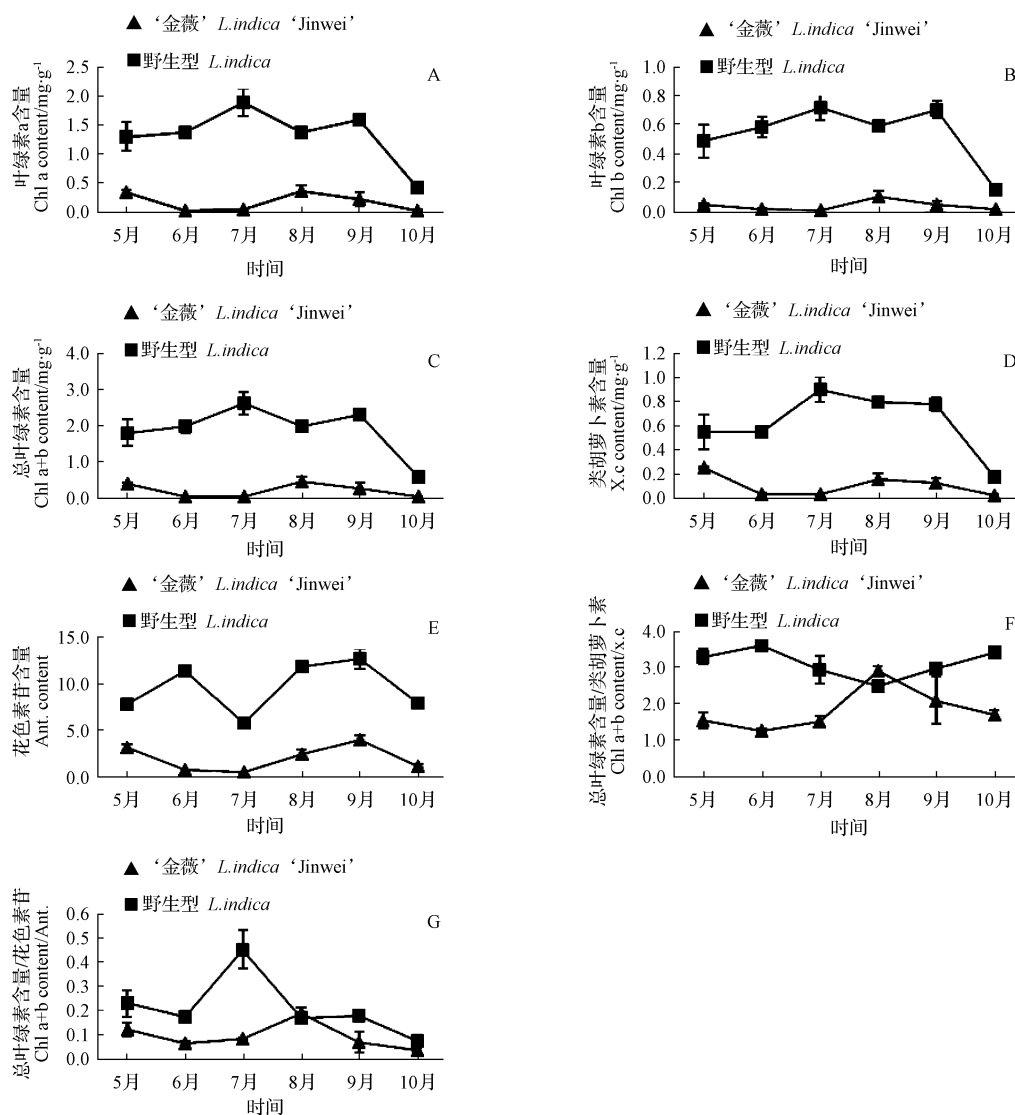 ‘金薇’ L.indica ‘Jinwei’
野生型 L.indica
A
叶绿素a含量
Chl a content/mg·g-1
2.5
2.0
1.5
1.0
0.5
0.0
5月 6月 7月 8月 9月 10月
时间
‘金薇’ L.indica ‘Jinwei’
野生型 L.indica
B
叶绿素b含量
Chl b content/mg·g-1
1.0
0.8
0.6
0.4
0.2
0.0
5月 6月 7月 8月 9月 10月
时间
‘金薇’ L.indica ‘Jinwei’
野生型 L.indica
C
总叶绿素含量
Chl a+b content/mg·g-1
4.0
3.0
2.0
1.0
0.0
5月 6月 7月 8月 9月 10月
时间
‘金薇’ L.indica ‘Jinwei’
野生型 L.indica
D
类胡萝卜素含量
X.c content/mg·g-1
1.2
1.0
0.8
0.6
0.4
0.2
0.0
5月 6月 7月 8月 9月 10月
时间
‘金薇’ L.indica ‘Jinwei’
野生型 L.indica
E
花色素苷含量
Ant. content
15.0
10.0
5.0
0.0
5月 6月 7月 8月 9月 10月
时间
‘金薇’ L.indica ‘Jinwei’
野生型 L.indica
F
总叶绿素含量/类胡萝卜素
Chl a+b content/x.c
4.0
3.0
2.0
1.0
0.0
5月 6月 7月 8月 9月 10月
时间
‘金薇’ L.indica ‘Jinwei’
野生型 L.indica
G
总叶绿素含量/花色素苷
Chl a+b content/Ant.
0.6
0.5
0.4
0.3
0.2
0.1
0.0
5月 6月 7月 8月 9月 10月
时间